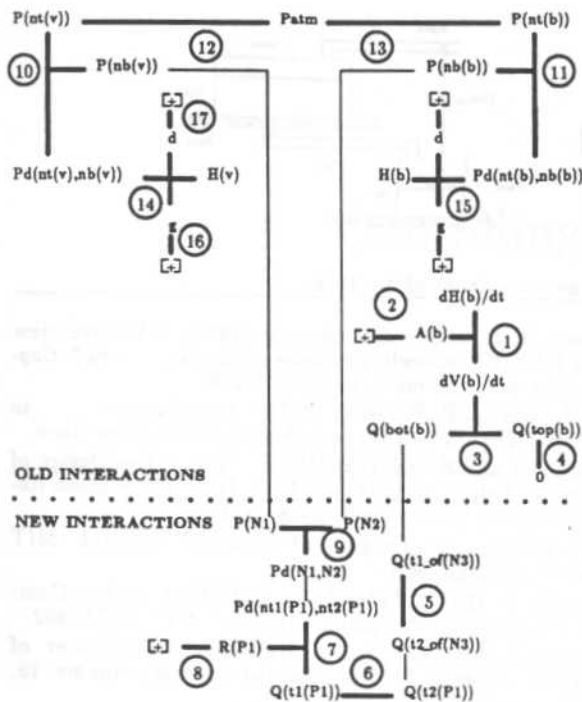 P(nt(v)) Patm P(nt(b))
12 13
10 P(nb(v)) P(nb(b)) 11
[+] 17 [+]
d d
Pd(nt(v),nb(v)) H(v) H(b) Pd(nt(b),nb(b))
14 15
g 16 g
[+] [+]
2 dH(b)/dt
[+] A(b) 1
dV(b)/dt
Q(bot(b)) Q(top(b))
3 4
OLD INTERACTIONS 0
NEW INTERACTIONS P(N1) P(N2)
9
Pd(N1,N2) Q(t1_of(N3))
Pd(nt1(P1),nt2(P1)) 5
[+] R(P1) 7 Q(t2_of(N3))
8 6
Q(t1(P1)) Q(t2(P1))